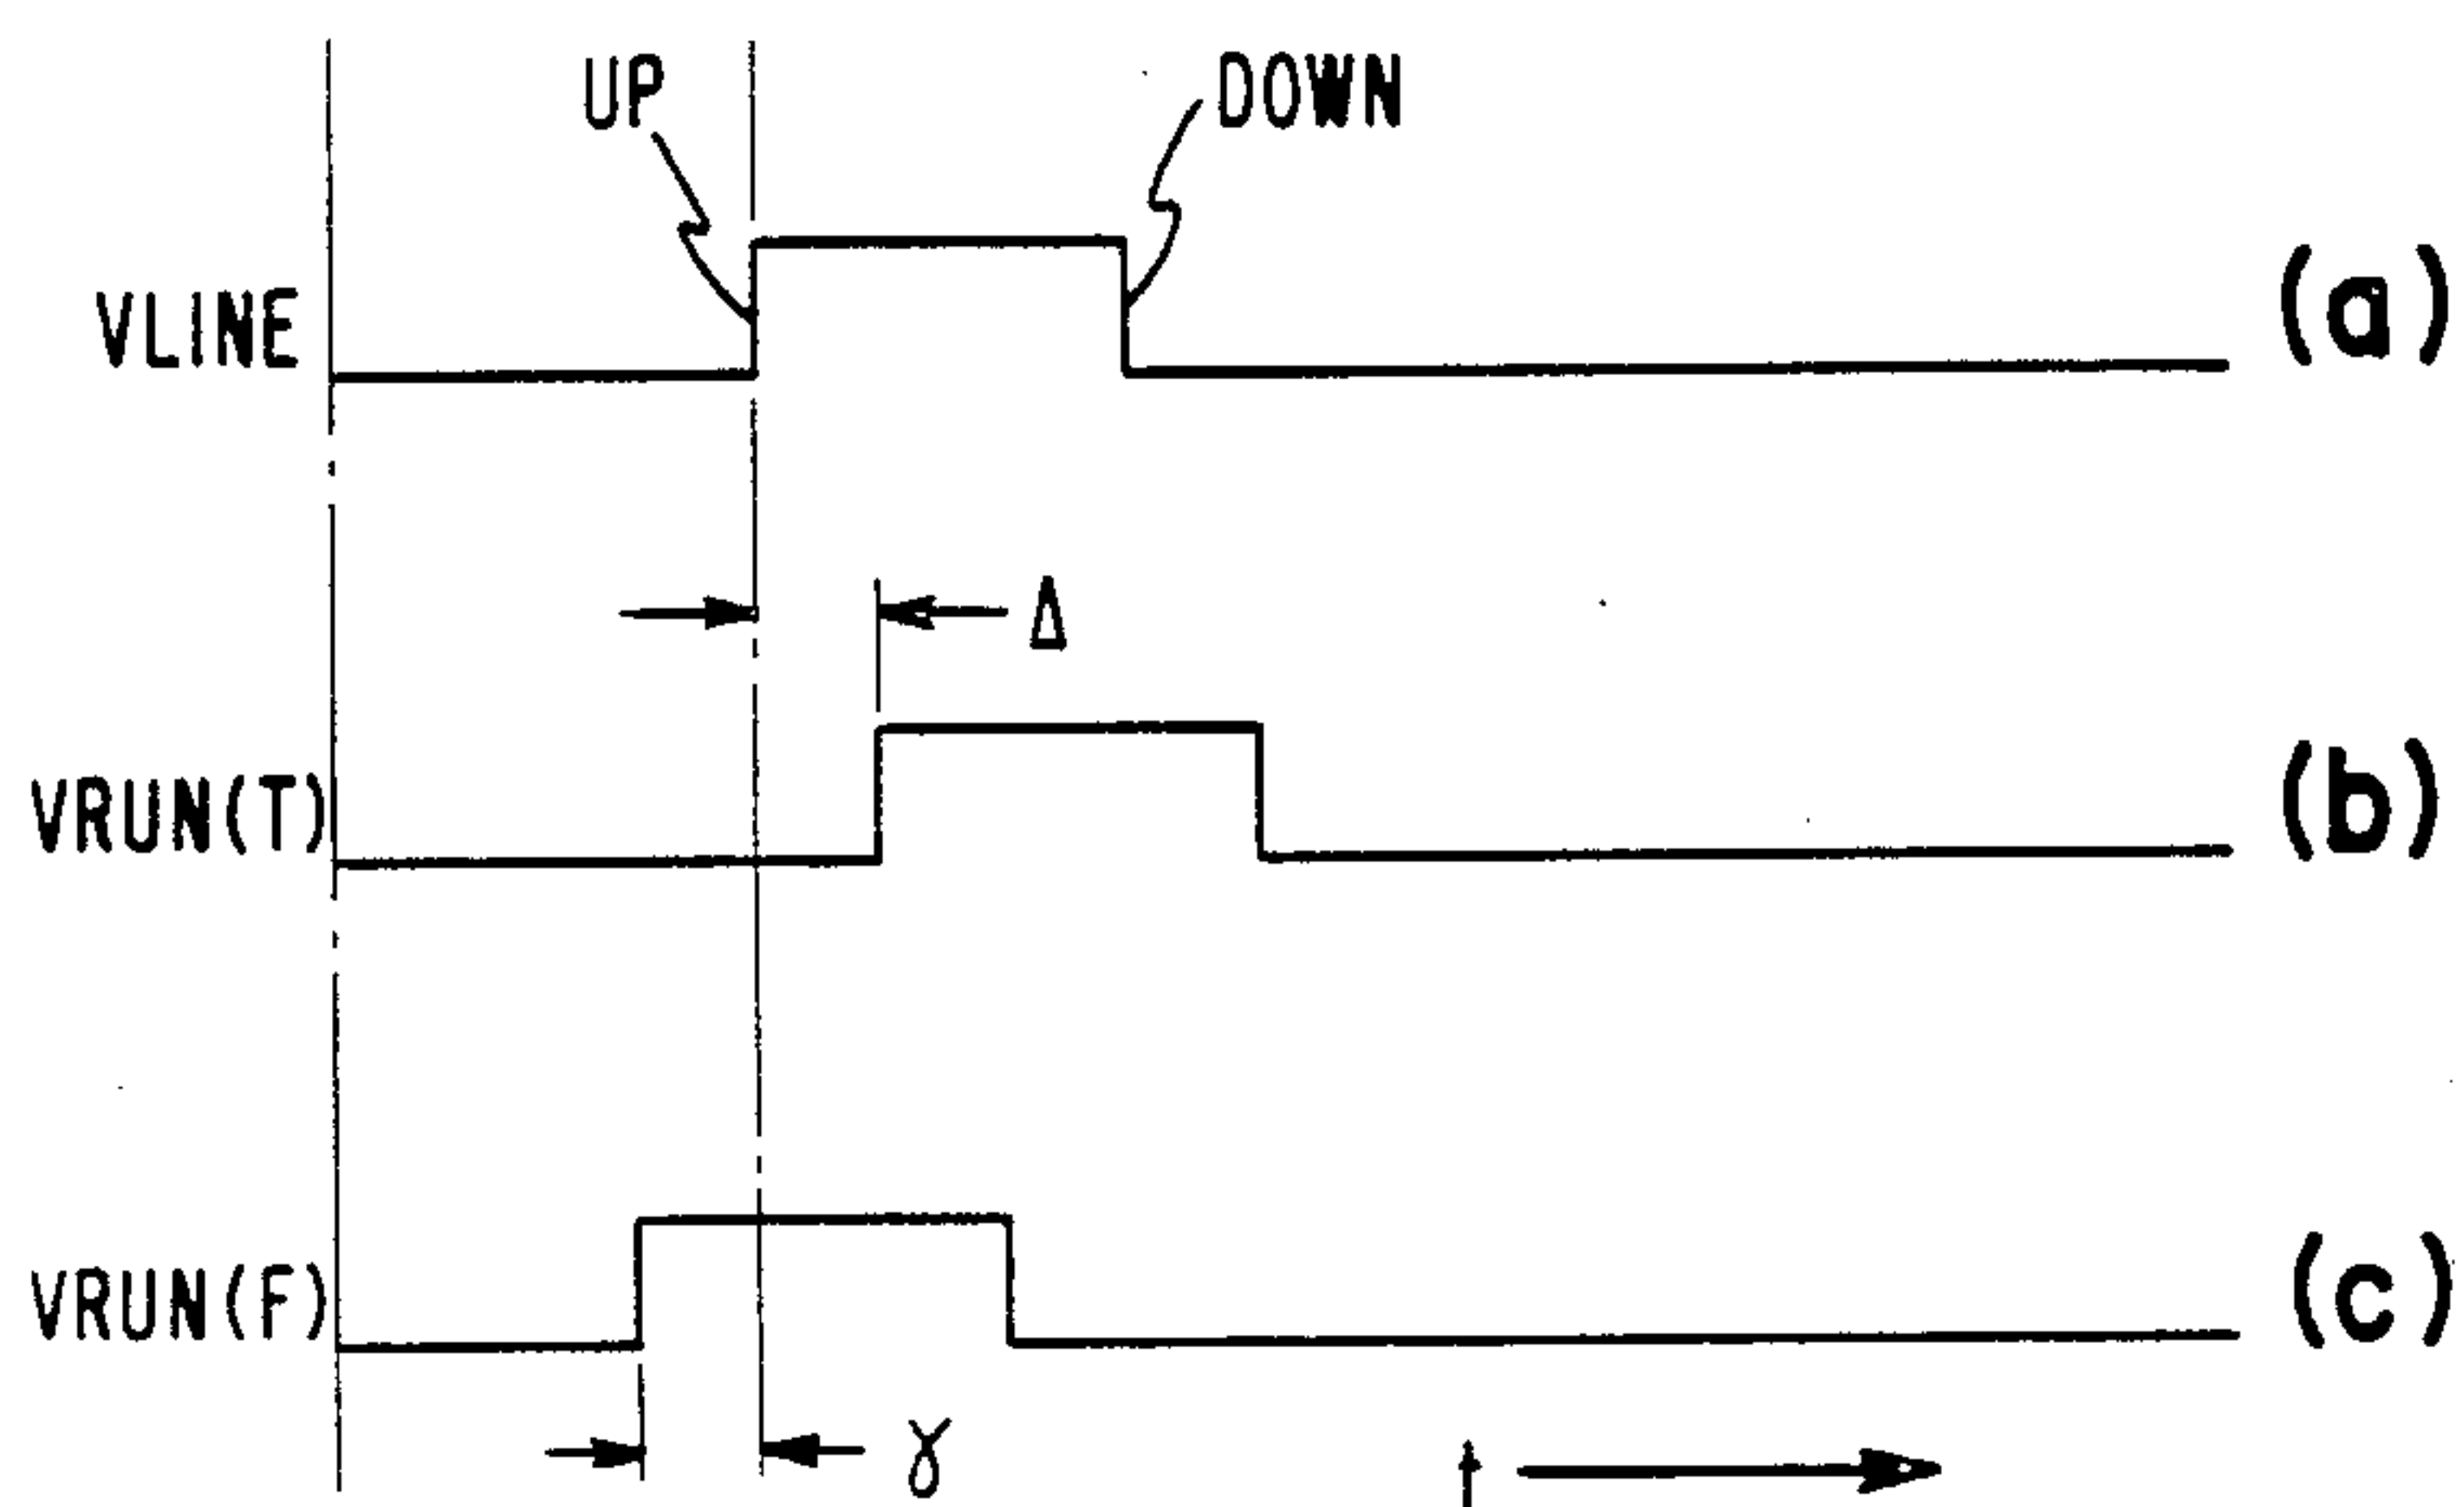 UP
DOWN
VLINE
(a)
Δ
VRUN(T)
(b)
VRUN(F)
(c)
γ
t